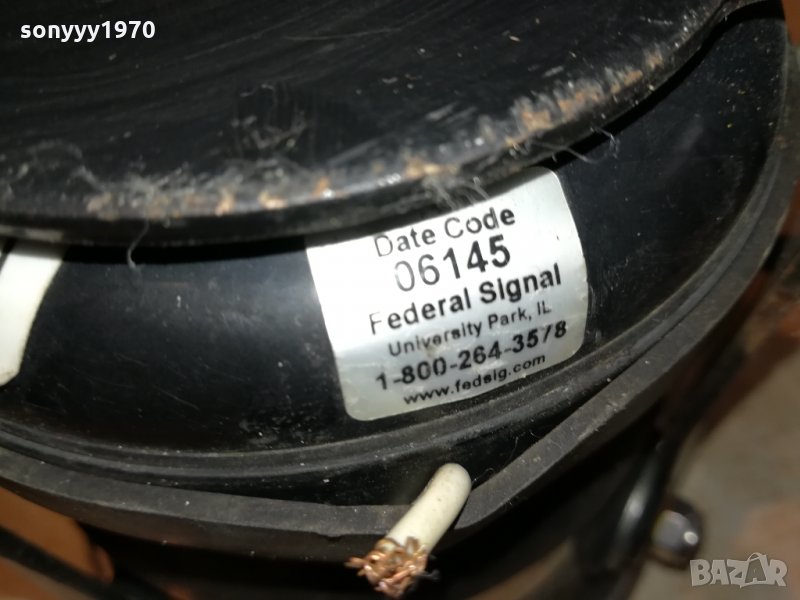 sonyyy1970
Date Code
06145
Federal Signal
University Park, IL
1-800-264-3578
www.fedsig.com
BAZAR